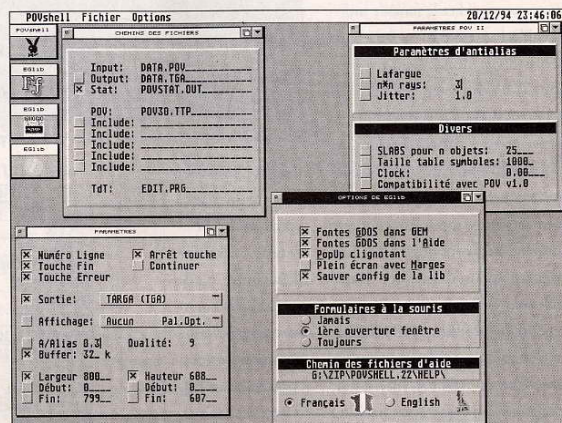 POVshell Fichier Options 20/12/94 23:46:06
POVshell
EGlib
EGlib
GDOS
EGlib
CHEMINS DES FICHIERS
Input: DATA.POV
Output: DATA.TGA
Stat: POVSTAT.OUT
POV: POV30.TTP
Include:
Include:
Include:
Include:
Include:
TdT: EDIT.PRG
PARAMETRES POV II
Paramètres d'antialias
Lafargue
n*n rays: 3
Jitter: 1.0
Divers
SLABS pour n objets: 25
Taille table symboles: 1000
Clock: 0.00
Compatibilité avec POV v1.0
PARAMETRES
Numéro Ligne Arrêt touche
Touche Fin Continuer
Touche Erreur
Sortie: TARGA (TGA)
Affichage: Aucun Pal.Opt.
A/Alias 0.3 Qualité: 9
Buffer: 32 k
Largeur 800 Hauteur 608
Début: 0 Début: 0
Fin: 799 Fin: 607
OPTIONS DE EGlib
Fontes GDOS dans GEM
Fontes GDOS dans l'Aide
PopUp clignotant
Plein écran avec Marges
Sauver config de la lib
Formulaires à la souris
Jamais
1ère ouverture fenêtre
Toujours
Chemin des fichiers d'aide
G:\ZIP\POVSHELL.22\HELP\
Français English